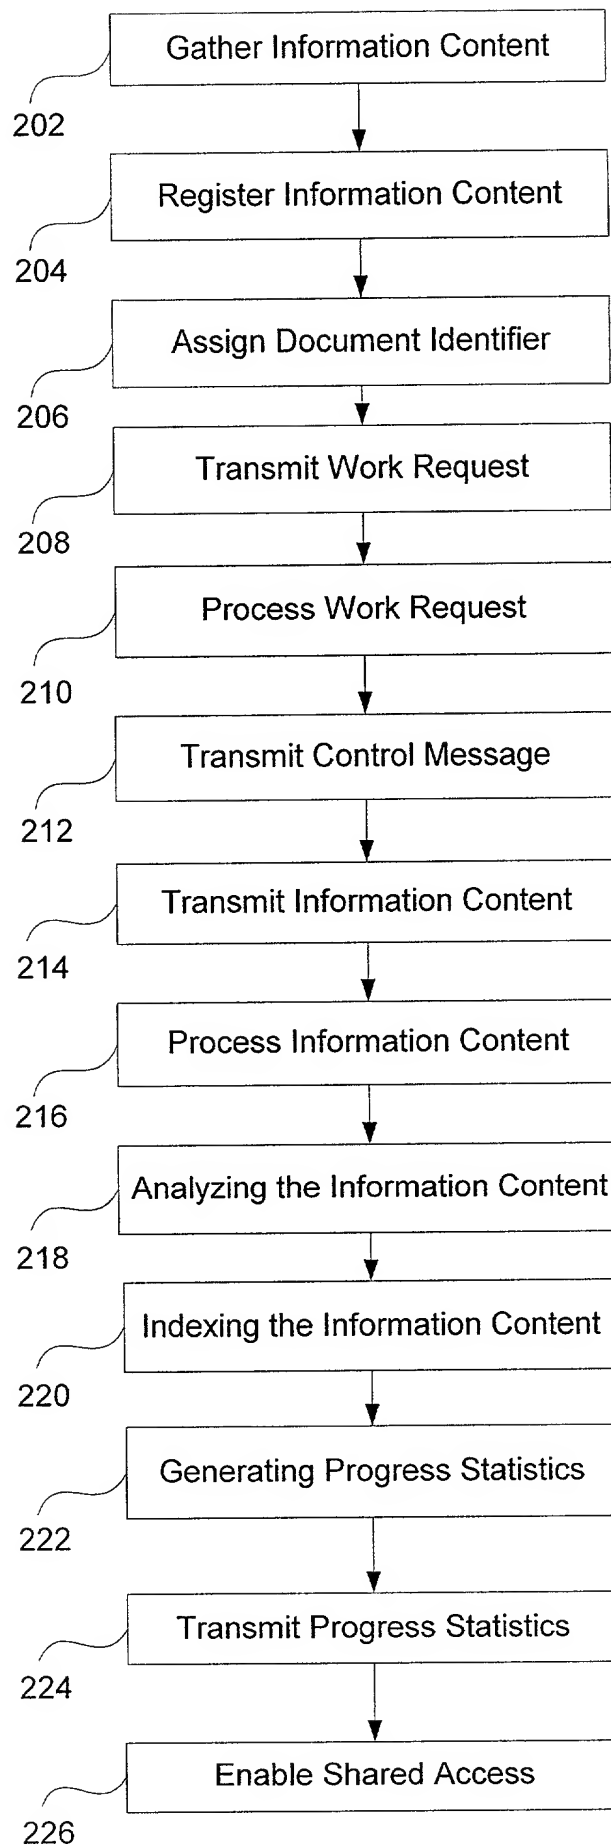 Gather Information Content
202
Register Information Content
204
Assign Document Identifier
206
Transmit Work Request
208
Process Work Request
210
Transmit Control Message
212
Transmit Information Content
214
Process Information Content
216
Analyzing the Information Content
218
Indexing the Information Content
220
Generating Progress Statistics
222
Transmit Progress Statistics
224
Enable Shared Access
226